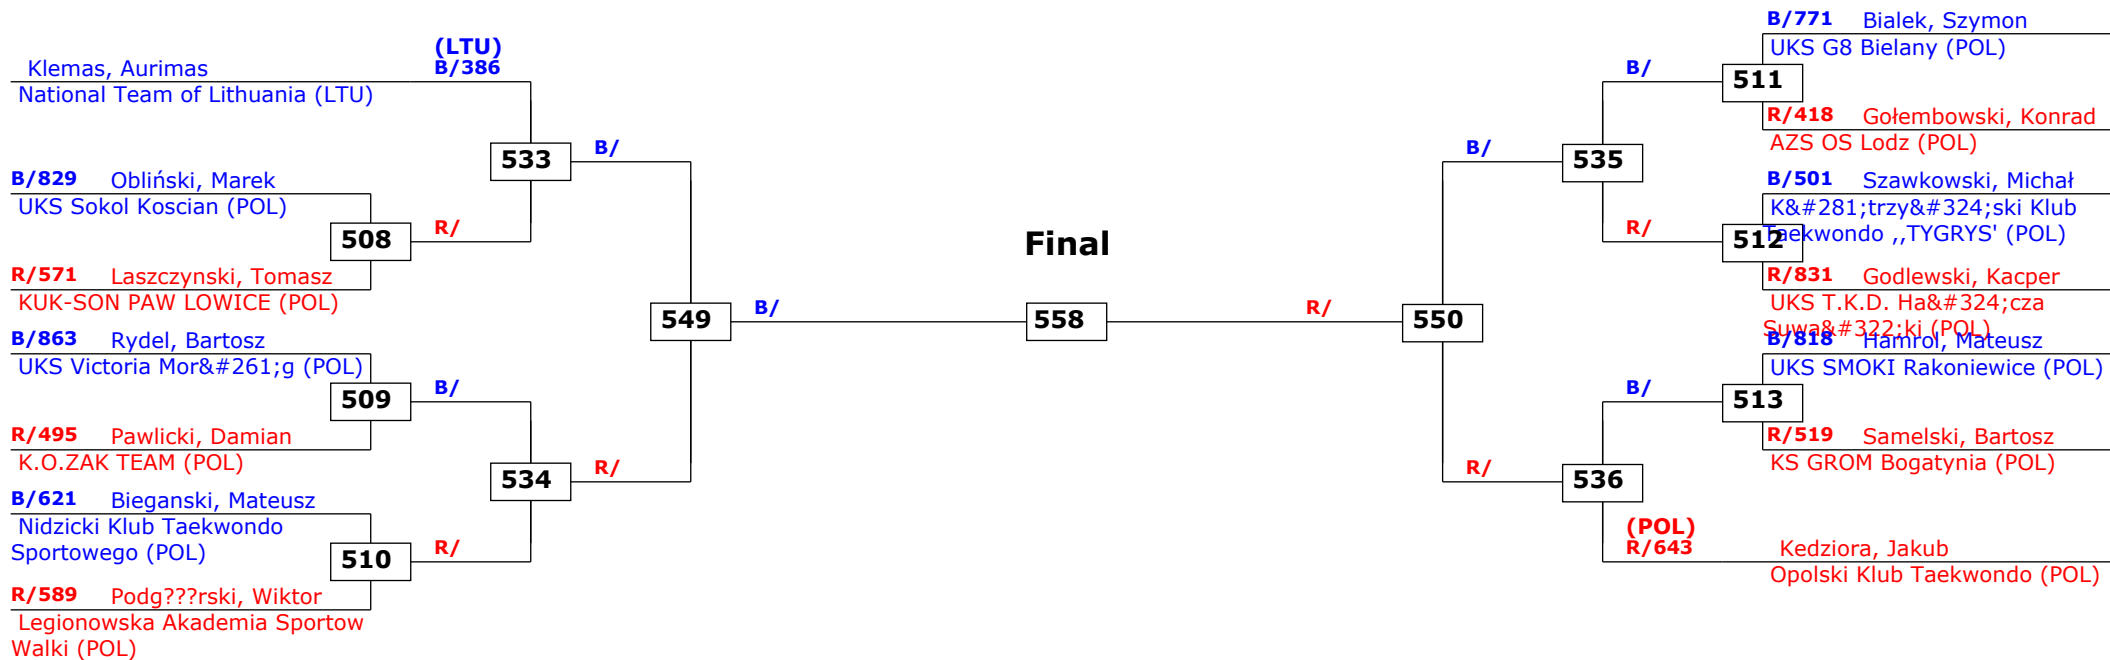 (LTU)
Klemas, Aurimas B/386
National Team of Lithuania (LTU)
533
B/
B/829 Obliński, Marek
UKS Sokol Koscian (POL)
508
R/
R/571 Laszczynski, Tomasz
KUK-SON PAW LOWICE (POL)
549
B/
B/863 Rydel, Bartosz
UKS Victoria Mor&#261;g (POL)
509
B/
R/495 Pawlicki, Damian
K.O.ZAK TEAM (POL)
534
R/
B/621 Bieganski, Mateusz
Nidzicki Klub Taekwondo
Sportowego (POL)
510
R/
R/589 Podg???rski, Wiktor
Legionowska Akademia Sportow
Walki (POL)
Final
558
B/771 Bialek, Szymon
UKS G8 Bielany (POL)
B/
511
R/418 Gołembowski, Konrad
AZS OS Lodz (POL)
B/
535
B/501 Szawkowski, Michał
K&#281;trzy&#324;ski Klub
Taekwondo ,,TYGRYS' (POL)
R/
512
R/831 Godlewski, Kacper
UKS T.K.D. Ha&#324;cza
Suwa&#322;ki (POL)
R/
550
B/818 Hamrol, Mateusz
UKS SMOKI Rakoniewice (POL)
B/
513
R/519 Samelski, Bartosz
KS GROM Bogatynia (POL)
R/
536
(POL)
R/643 Kedziora, Jakub
Opolski Klub Taekwondo (POL)